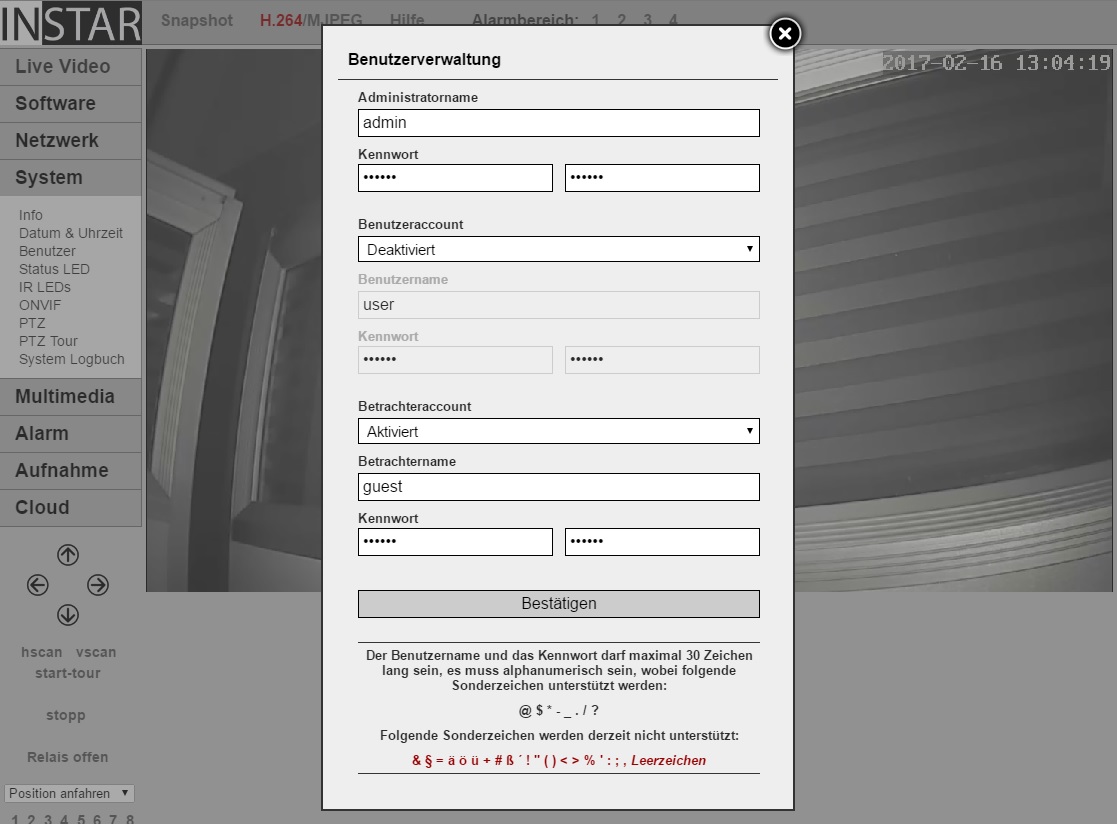 INSTAR
Snapshot H.264/MJPEG Hilfe Alarmbereich: 1 2 3 4
2017-02-16 13:04:19
Live Video
Software
Netzwerk
System
Info
Datum & Uhrzeit
Benutzer
Status LED
IR LEDs
ONVIF
PTZ
PTZ Tour
System Logbuch
Multimedia
Alarm
Aufnahme
Cloud
hscan vscan
start-tour
stopp
Relais offen
Position anfahren
1 2 3 4 5 6 7 8
Benutzerverwaltung
Administratorname
admin
Kennwort
•••••• ••••••
Benutzeraccount
Deaktiviert
Benutzername
user
Kennwort
•••••• ••••••
Betrachteraccount
Aktiviert
Betrachtername
guest
Kennwort
•••••• ••••••
Bestätigen
Der Benutzername und das Kennwort darf maximal 30 Zeichen
lang sein, es muss alphanumerisch sein, wobei folgende
Sonderzeichen unterstützt werden:
@ $ * - _ . / ?
Folgende Sonderzeichen werden derzeit nicht unterstützt:
& § = ä ö ü + # ß ´ ! " ( ) < > % ' : ; , Leerzeichen